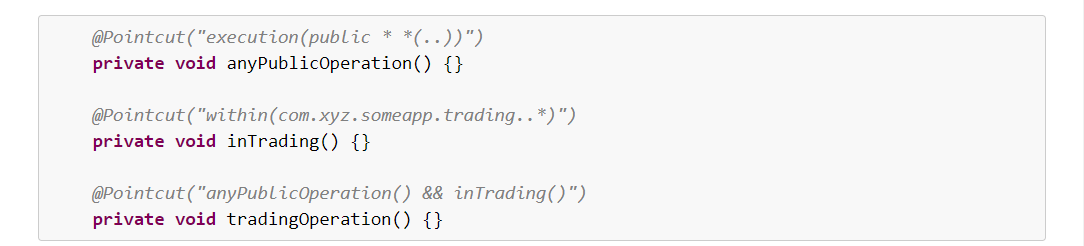 @Pointcut("execution(public * *(..))")
private void anyPublicOperation() {}
@Pointcut("within(com.xyz.someapp.trading..*)")
private void inTrading() {}
@Pointcut("anyPublicOperation() && inTrading()")
private void tradingOperation() {}